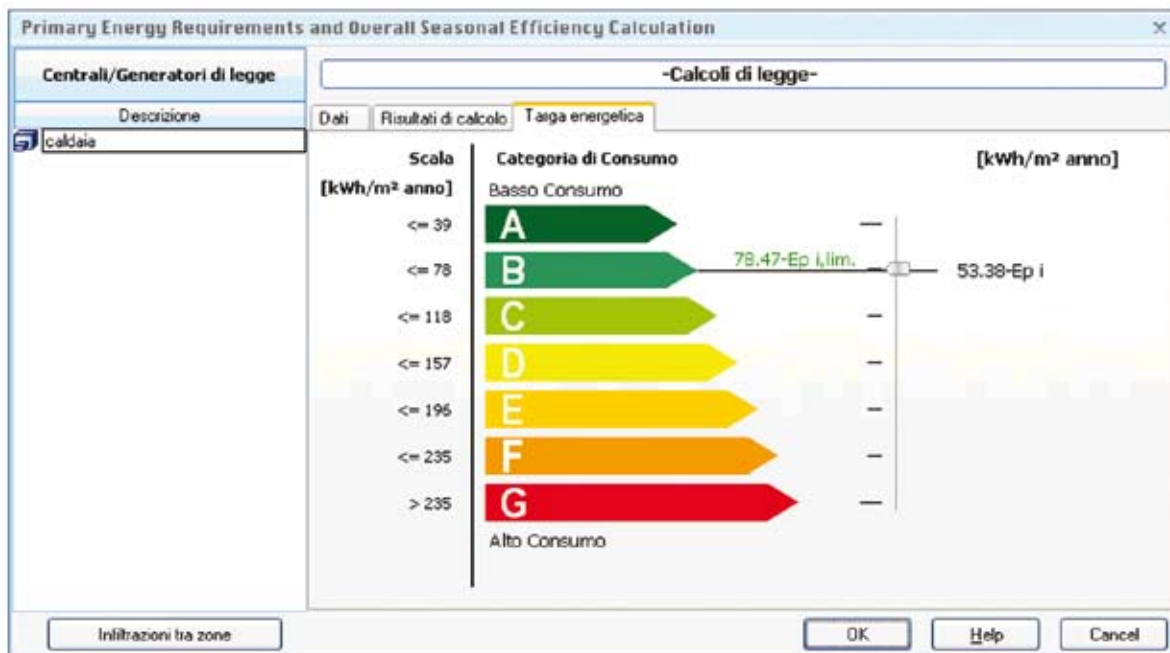 Primary Energy Requirements and Overall Seasonal Efficiency Calculation
Centrali/Generatori di legge
-Calcoli di legge-
Descrizione
caldaia
Dati
Risultati di calcolo
Targa energetica
Scala
[kWh/m² anno]
Categoria di Consumo
[kWh/m² anno]
Basso Consumo
<= 39
A
<= 78
B
78.47-Ep i,lim.
53.38-Ep i
<= 118
C
<= 157
D
<= 196
E
<= 235
F
> 235
G
Alto Consumo
Infiltrazioni tra zone
OK
Help
Cancel